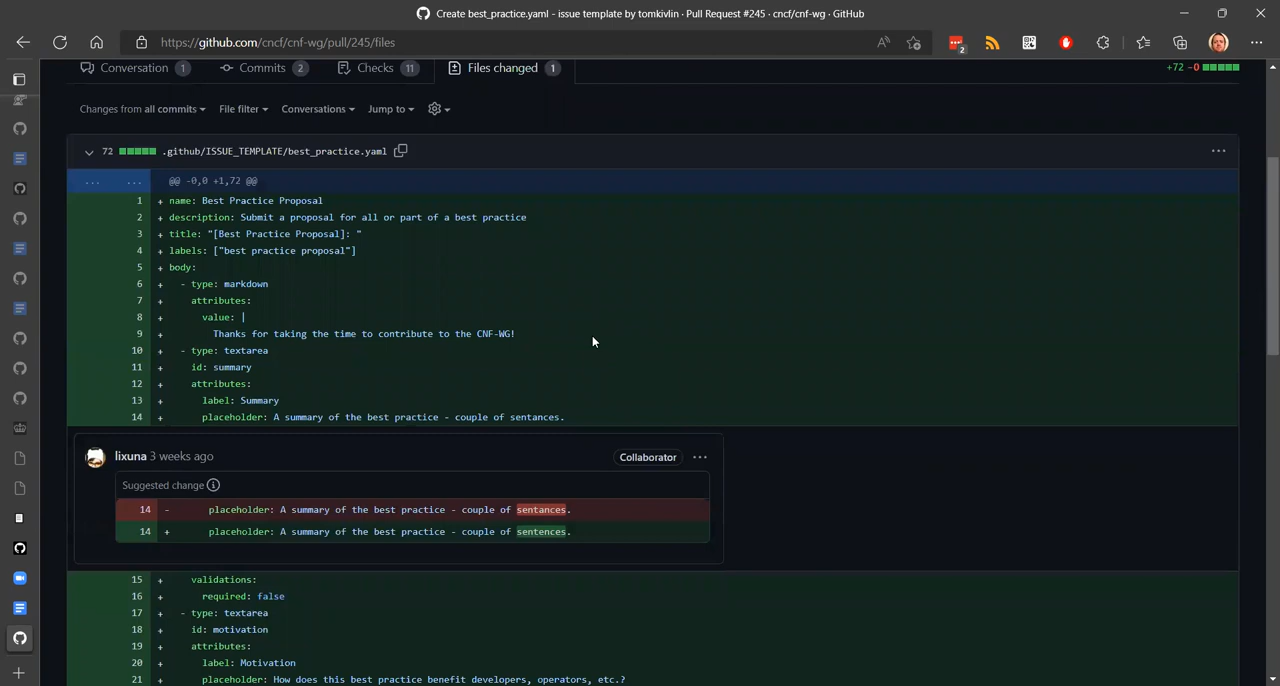 Create best_practice.yaml - issue template by tomkivlin · Pull Request #245 · cncf/cnf-wg · GitHub
https://github.com/cncf/cnf-wg/pull/245/files
2
Conversation 1
Commits 2
Checks 11
Files changed 1
+72 -0
Changes from all commits
File filter
Conversations
Jump to
72 .github/ISSUE_TEMPLATE/best_practice.yaml
... ... @@ -0,0 +1,72 @@
1 + name: Best Practice Proposal
2 + description: Submit a proposal for all or part of a best practice
3 + title: "[Best Practice Proposal]: "
4 + labels: ["best practice proposal"]
5 + body:
6 + - type: markdown
7 + attributes:
8 + value: |
9 + Thanks for taking the time to contribute to the CNF-WG!
10 + - type: textarea
11 + id: summary
12 + attributes:
13 + label: Summary
14 + placeholder: A summary of the best practice - couple of sentances.
lixuna 3 weeks ago Collaborator
Suggested change
14 - placeholder: A summary of the best practice - couple of sentances.
14 + placeholder: A summary of the best practice - couple of sentences.
15 + validations:
16 + required: false
17 + - type: textarea
18 + id: motivation
19 + attributes:
20 + label: Motivation
21 + placeholder: How does this best practice benefit developers, operators, etc.?